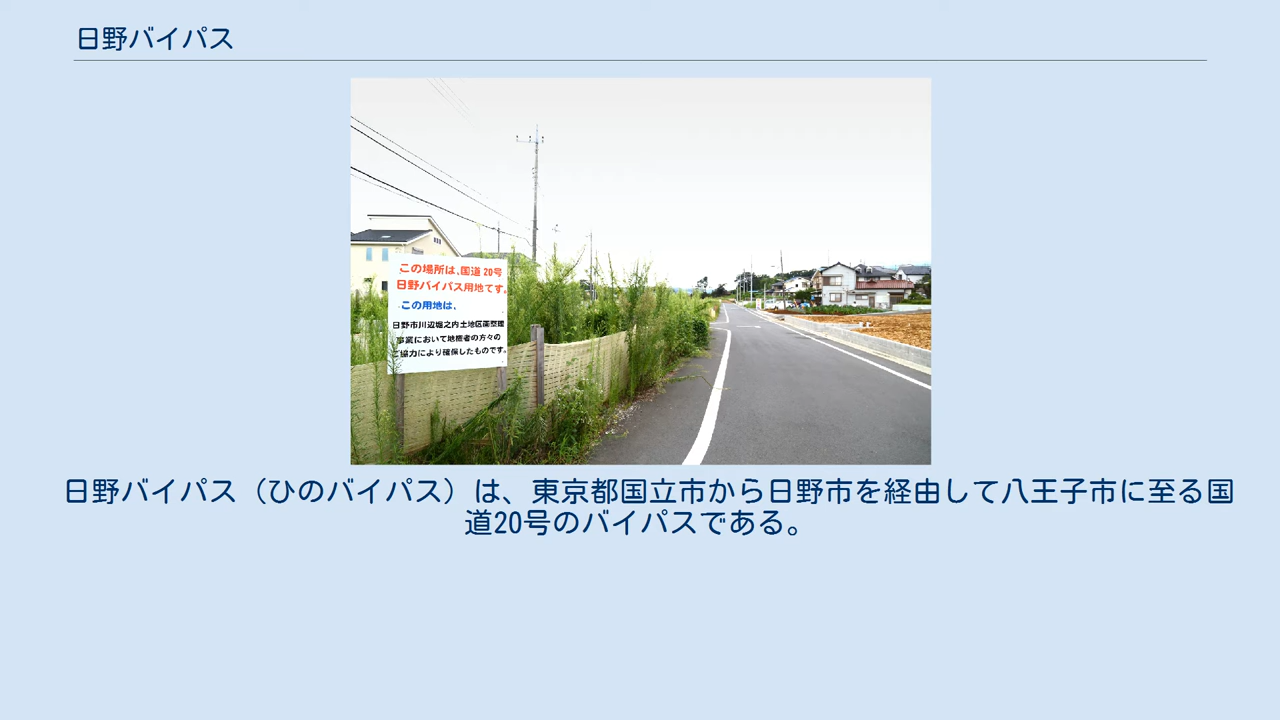 日野バイパス
この場所は、国道20号
日野バイパス用地です。
この用地は、
日野市川辺堀之内土地区画整理
事業において地権者の方々の
ご協力により確保したものです。
日野バイパス（ひのバイパス）は、東京都国立市から日野市を経由して八王子市に至る国
道20号のバイパスである。